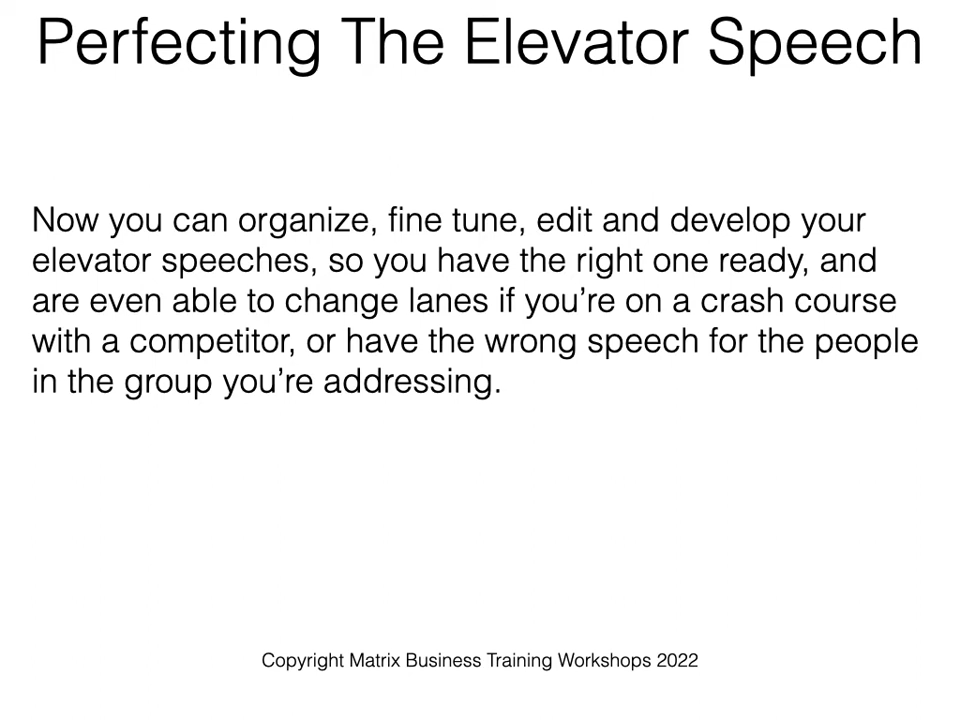 Perfecting The Elevator Speech
Now you can organize, fine tune, edit and develop your
elevator speeches, so you have the right one ready, and
are even able to change lanes if you’re on a crash course
with a competitor, or have the wrong speech for the people
in the group you’re addressing.
Copyright Matrix Business Training Workshops 2022